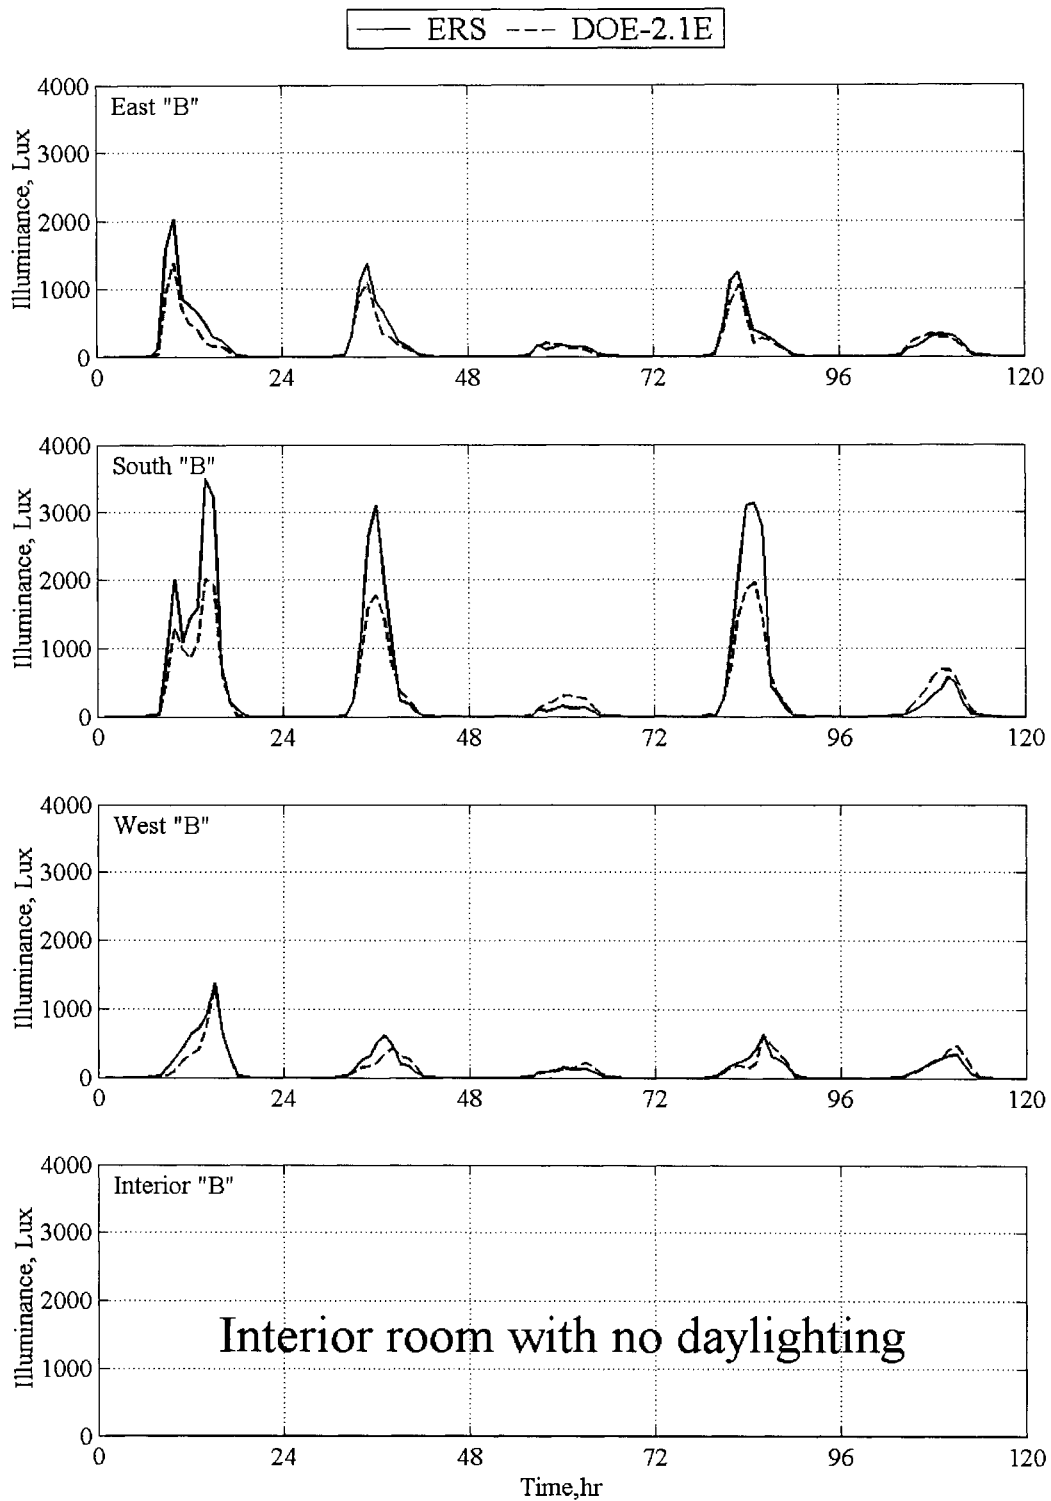 ERS DOE-2.1E
East "B"
Illuminance, Lux
4000
3000
2000
1000
0
0 24 48 72 96 120
South "B"
Illuminance, Lux
4000
3000
2000
1000
0
0 24 48 72 96 120
West "B"
Illuminance, Lux
4000
3000
2000
1000
0
0 24 48 72 96 120
Interior "B"
Illuminance, Lux
4000
3000
2000
1000
0
Interior room with no daylighting
0 24 48 72 96 120
Time,hr